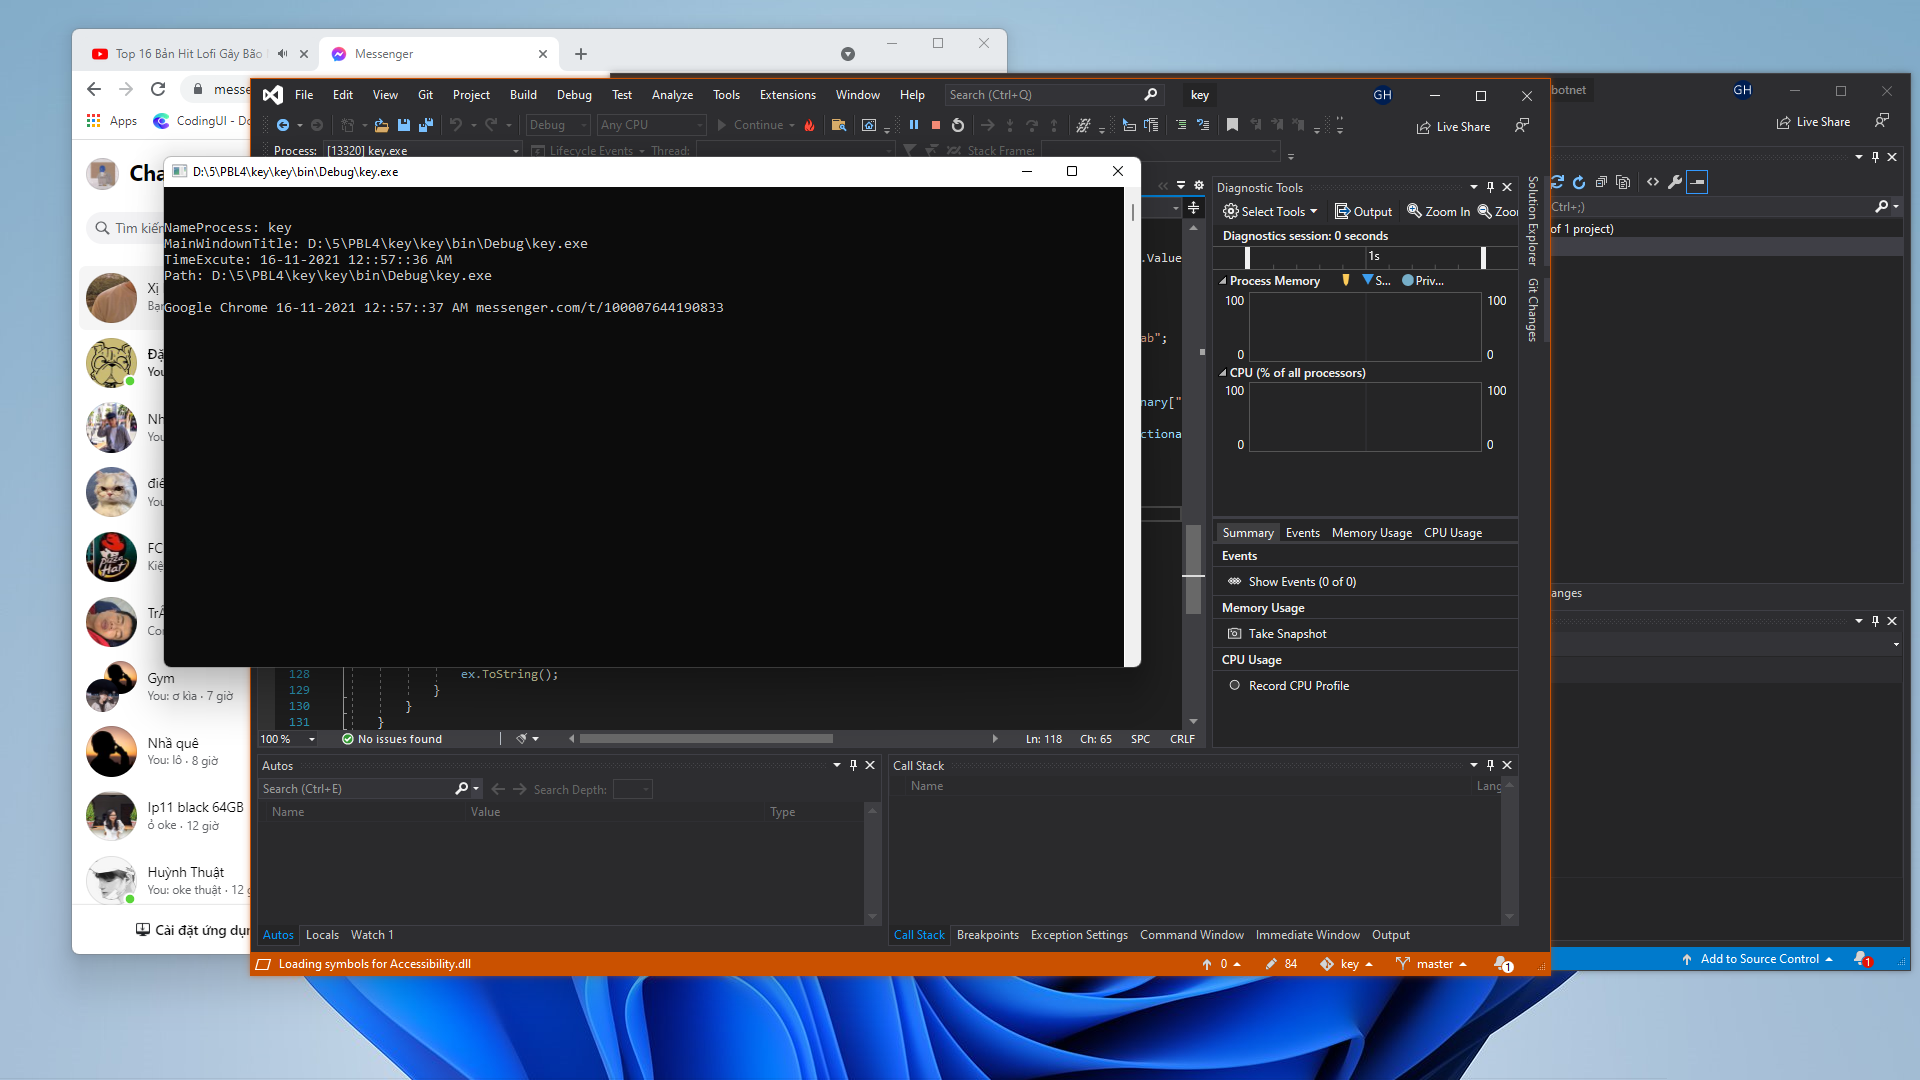 Top 16 Bản Hit Lofi Gây Bão
Messenger
messe
Apps
CodingUI - Do
Cha
Tìm kiếm
Xị
Bạn
Đặ
You
Nh
You
điê
You
FC
Kiệ
Gym
You: ơ kìa · 7 giờ
Nhà quê
You: lô · 8 giờ
Ip11 black 64GB
ỏ oke · 12 giờ
Huỳnh Thuật
You: oke thuật · 12 g
Cài đặt ứng dụn
File Edit View Git Project Build Debug Test Analyze Tools Extensions Window Help Search (Ctrl+Q) key GH
Debug Any CPU Continue Live Share
Process: [13320] key.exe Lifecycle Events Thread: Stack Frame:
D:\5\PBL4\key\key\bin\Debug\key.exe
NameProcess: key
MainWindownTitle: D:\5\PBL4\key\key\bin\Debug\key.exe
TimeExcute: 16-11-2021 12::57::36 AM
Path: D:\5\PBL4\key\key\bin\Debug\key.exe
Google Chrome 16-11-2021 12::57::37 AM messenger.com/t/100007644190833
.Value
ab";
nary["
ctiona
128 ex.ToString();
129 }
130 }
131 }
100 % No issues found Ln: 118 Ch: 65 SPC CRLF
Diagnostic Tools
Select Tools Output Zoom In Zoo
Diagnostics session: 0 seconds
1s
Process Memory S... Priv...
100 100
0 0
CPU (% of all processors)
100 100
0 0
Summary Events Memory Usage CPU Usage
Events
Show Events (0 of 0)
Memory Usage
Take Snapshot
CPU Usage
Record CPU Profile
Solution Explorer
Git Changes
Autos
Search (Ctrl+E) Search Depth:
Name Value Type
Autos Locals Watch 1
Call Stack
Name Lang
Call Stack Breakpoints Exception Settings Command Window Immediate Window Output
Loading symbols for Accessibility.dll 0 84 key master 1
botnet GH
Live Share
Ctrl+;)
of 1 project)
anges
Add to Source Control 1